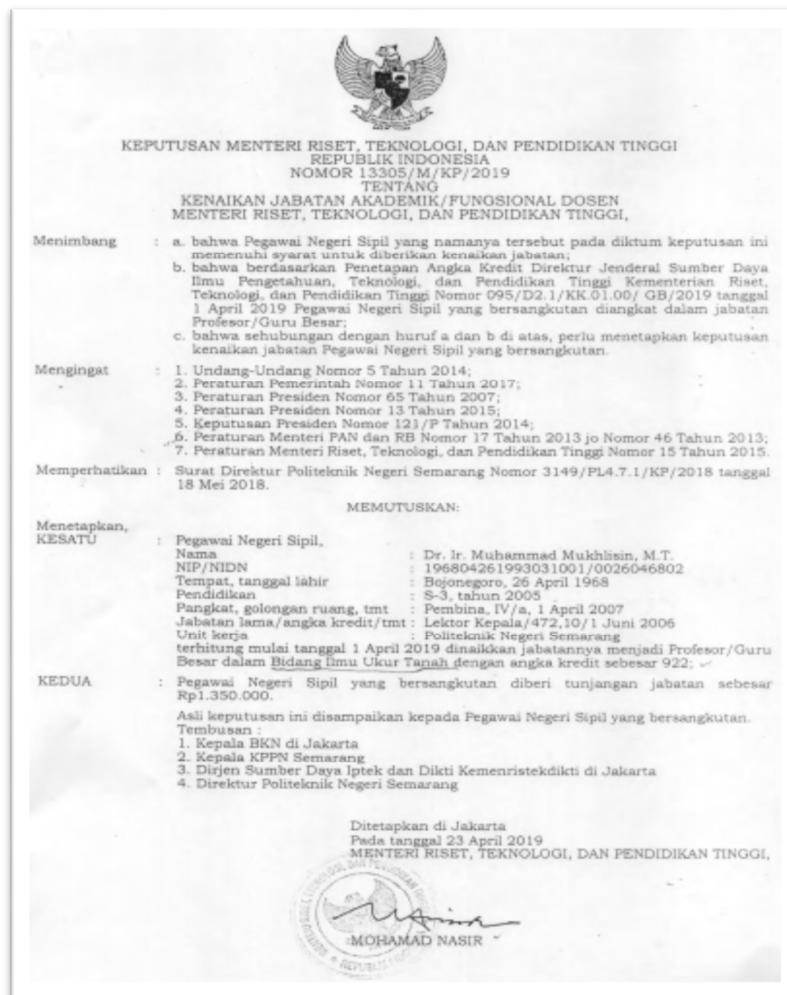 KEPUTUSAN MENTERI RISET, TEKNOLOGI, DAN PENDIDIKAN TINGGI
REPUBLIK INDONESIA
NOMOR 13305/M/KP/2019
TENTANG
KENAIKAN JABATAN AKADEMIK/FUNGSIONAL DOSEN
MENTERI RISET, TEKNOLOGI, DAN PENDIDIKAN TINGGI,
Menimbang : a. bahwa Pegawai Negeri Sipil yang namanya tersebut pada diktum keputusan ini
memenuhi syarat untuk diberikan kenaikan jabatan;
b. bahwa berdasarkan Penetapan Angka Kredit Direktur Jenderal Sumber Daya
Ilmu Pengetahuan, Teknologi, dan Pendidikan Tinggi Kementerian Riset,
Teknologi, dan Pendidikan Tinggi Nomor 095/D2.1/KK.01.00/ GB/2019 tanggal
1 April 2019 Pegawai Negeri Sipil yang bersangkutan diangkat dalam jabatan
Profesor/Guru Besar;
c. bahwa sehubungan dengan huruf a dan b di atas, perlu menetapkan keputusan
kenaikan jabatan Pegawai Negeri Sipil yang bersangkutan.
Mengingat : 1. Undang-Undang Nomor 5 Tahun 2014;
2. Peraturan Pemerintah Nomor 11 Tahun 2017;
3. Peraturan Presiden Nomor 65 Tahun 2007;
4. Peraturan Presiden Nomor 13 Tahun 2015;
5. Keputusan Presiden Nomor 121/P Tahun 2014;
6. Peraturan Menteri PAN dan RB Nomor 17 Tahun 2013 jo Nomor 46 Tahun 2013;
7. Peraturan Menteri Riset, Teknologi, dan Pendidikan Tinggi Nomor 15 Tahun 2015.
Memperhatikan : Surat Direktur Politeknik Negeri Semarang Nomor 3149/PL4.7.1/KP/2018 tanggal
18 Mei 2018.
MEMUTUSKAN:
Menetapkan,
KESATU : Pegawai Negeri Sipil,
Nama : Dr. Ir. Muhammad Mukhlisin, M.T.
NIP/NIDN : 196804261993031001/0026046802
Tempat, tanggal lahir : Bojonegoro, 26 April 1968
Pendidikan : S-3, tahun 2005
Pangkat, golongan ruang, tmt : Pembina, IV/a, 1 April 2007
Jabatan lama/angka kredit/tmt : Lektor Kepala/472,10/1 Juni 2006
Unit kerja : Politeknik Negeri Semarang
terhitung mulai tanggal 1 April 2019 dinaikkan jabatannya menjadi Profesor/Guru
Besar dalam Bidang Ilmu Ukur Tanah dengan angka kredit sebesar 922;
KEDUA : Pegawai Negeri Sipil yang bersangkutan diberi tunjangan jabatan sebesar
Rp1.350.000.
Asli keputusan ini disampaikan kepada Pegawai Negeri Sipil yang bersangkutan.
Tembusan :
1. Kepala BKN di Jakarta
2. Kepala KPPN Semarang
3. Dirjen Sumber Daya Iptek dan Dikti Kemenristekdikti di Jakarta
4. Direktur Politeknik Negeri Semarang
Ditetapkan di Jakarta
Pada tanggal 23 April 2019
MENTERI RISET, TEKNOLOGI, DAN PENDIDIKAN TINGGI,
MOHAMAD NASIR